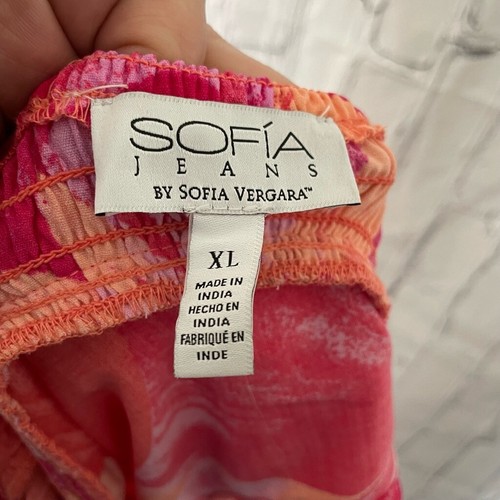 SOFíA
JEANS
BY SOFIA VERGARA™
XL
MADE IN
INDIA
HECHO EN
INDIA
FABRIQUÉ EN
INDE